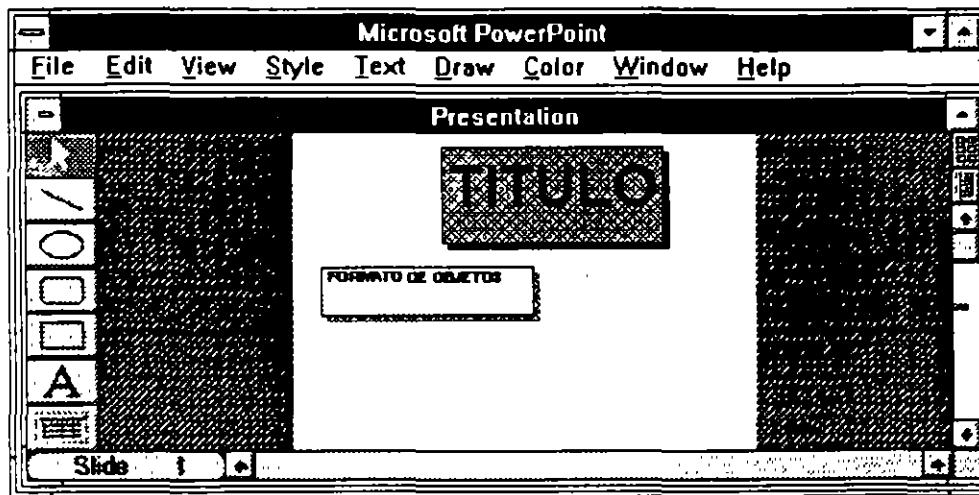 Microsoft PowerPoint
File Edit View Style Text Draw Color Window Help
Presentation
TITULO
FORMATO DE OBJETOS
A
Slide 1